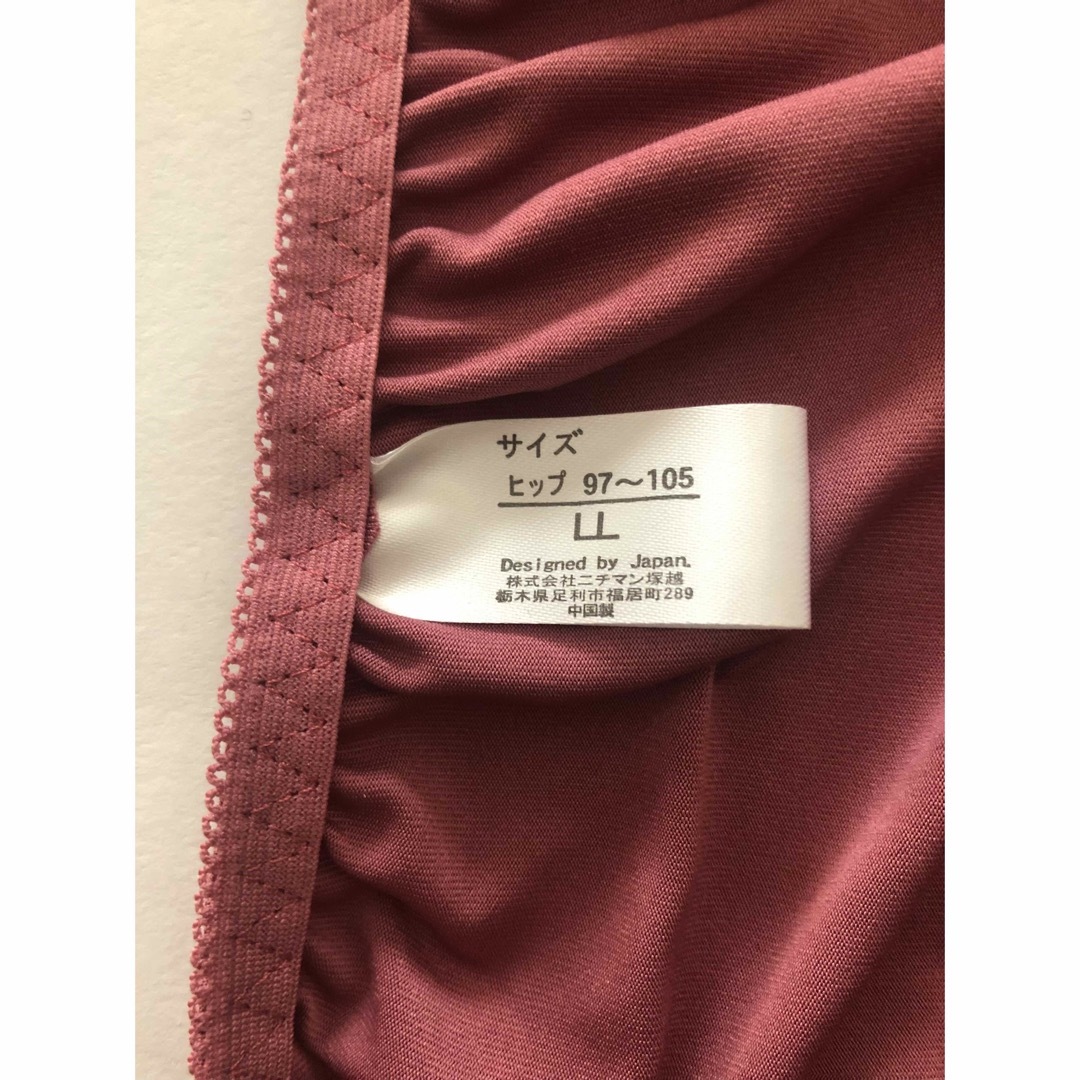 サイズ
ヒップ 97～105
LL
Designed by Japan.
株式会社ニチマン塚越
栃木県足利市福居町289
中国製